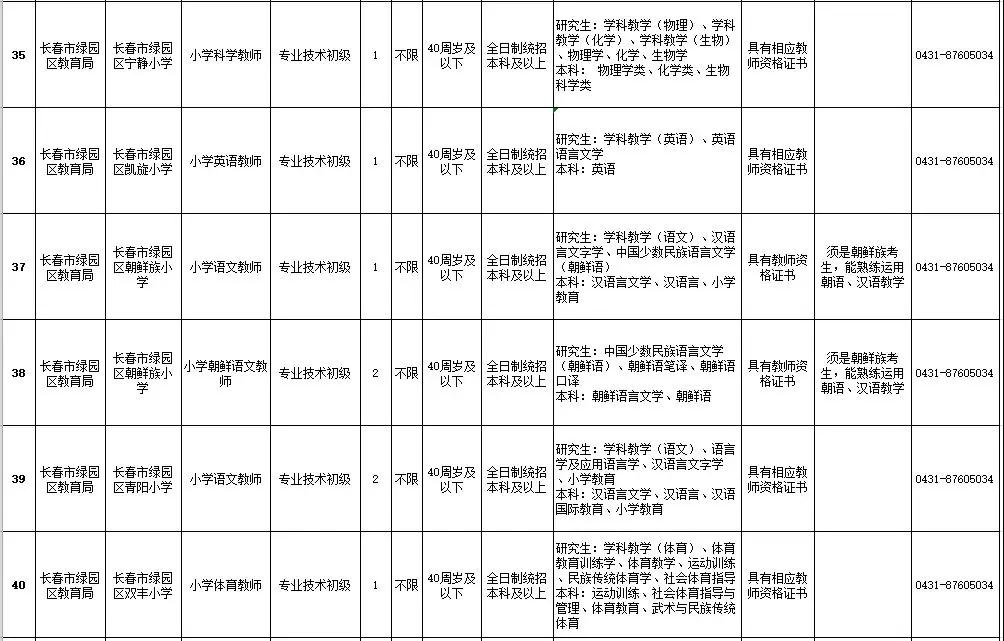 35
长春市绿园
区教育局
长春市绿园
区宁静小学
小学科学教师
专业技术初级
1
不限
40周岁及
以下
全日制统招
本科及以上
研究生：学科教学（物理）、学科
教学（化学）、学科教学（生物）
、物理学、化学、生物学
本科： 物理学类、化学类、生物
科学类
具有相应教
师资格证书
0431-87605034
36
长春市绿园
区教育局
长春市绿园
区凯旋小学
小学英语教师
专业技术初级
1
不限
40周岁及
以下
全日制统招
本科及以上
研究生：学科教学（英语）、英语
语言文学
本科：英语
具有相应教
师资格证书
0431-87605034
37
长春市绿园
区教育局
长春市绿园
区朝鲜族小
学
小学语文教师
专业技术初级
1
不限
40周岁及
以下
全日制统招
本科及以上
研究生：学科教学（语文）、汉语
言文字学、中国少数民族语言文学
（朝鲜语）
本科：汉语言文学、汉语言、小学
教育
具有教师资
格证书
须是朝鲜族考
生，能熟练运用
朝语、汉语教学
0431-87605034
38
长春市绿园
区教育局
长春市绿园
区朝鲜族小
学
小学朝鲜语文教
师
专业技术初级
2
不限
40周岁及
以下
全日制统招
本科及以上
研究生：中国少数民族语言文学
（朝鲜语）、朝鲜语笔译、朝鲜语
口译
本科：朝鲜语言文学、朝鲜语
具有教师资
格证书
须是朝鲜族考
生，能熟练运用
朝语、汉语教学
0431-87605034
39
长春市绿园
区教育局
长春市绿园
区青阳小学
小学语文教师
专业技术初级
2
不限
40周岁及
以下
全日制统招
本科及以上
研究生：学科教学（语文）、语言
学及应用语言学、汉语言文字学
、小学教育
本科：汉语言文学、汉语言、汉语
国际教育、小学教育
具有相应教
师资格证书
0431-87605034
40
长春市绿园
区教育局
长春市绿园
区双丰小学
小学体育教师
专业技术初级
1
不限
40周岁及
以下
全日制统招
本科及以上
研究生：学科教学（体育）、体育
教育训练学、体育教学、运动训练
、民族传统体育学、社会体育指导
本科：运动训练、社会体育指导与
管理、体育教育、武术与民族传统
体育
具有相应教
师资格证书
0431-87605034